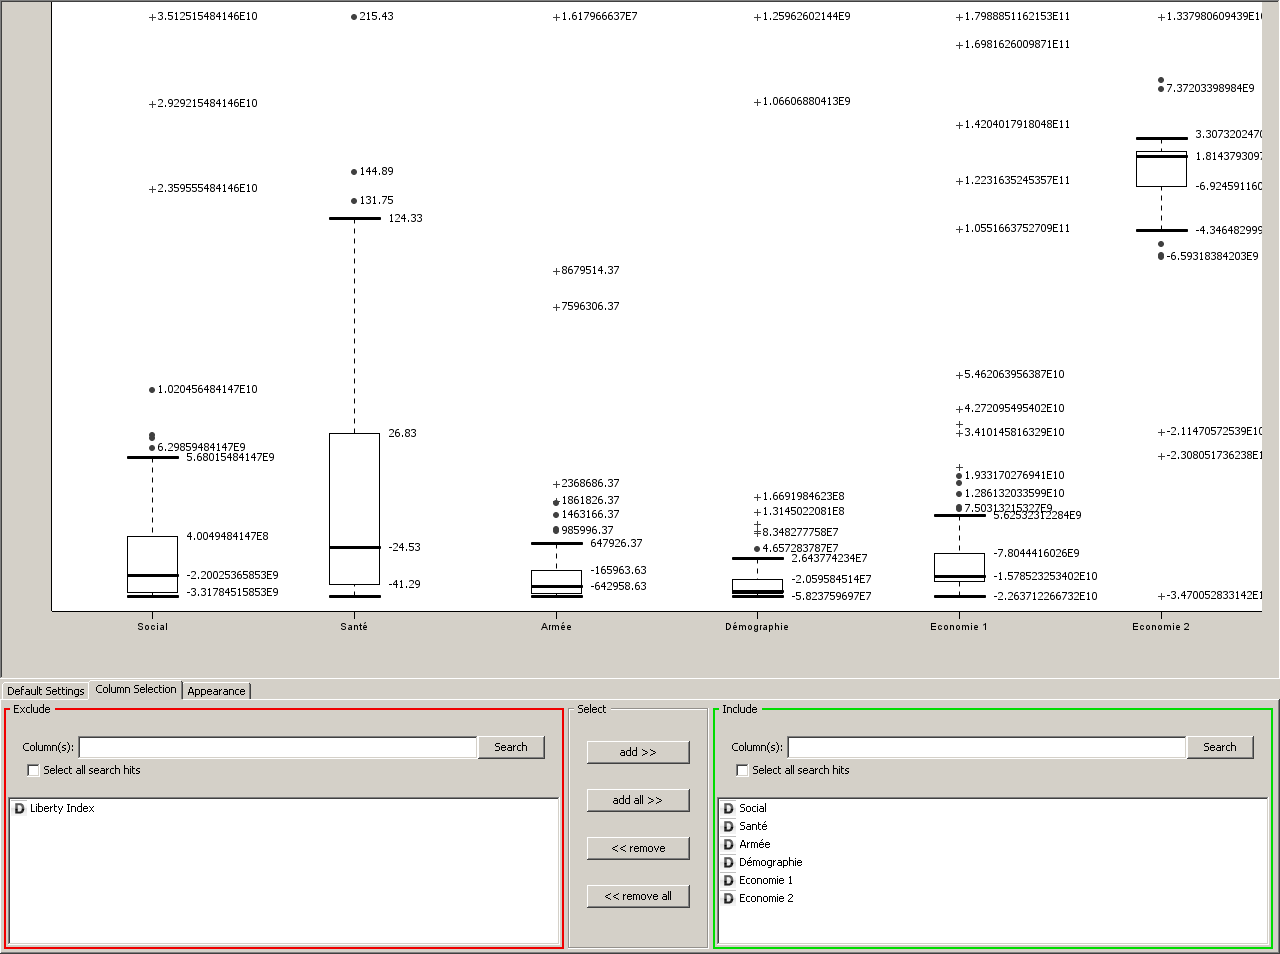 3.512515484146E10
215.43
1.617966637E7
1.25962602144E9
1.7988851162153E11
1.337980609439E1
1.6981626009871E11
7.37203398984E9
2.929215484146E10
1.06606880413E9
1.4204017918048E11
3.3073202470
1.8143793097
144.89
1.2231635245357E11
-6.924591160
2.359555484146E10
131.75
124.33
1.0551663752709E11
-4.346482999
-6.59318384203E9
8679514.37
7596306.37
5.462063956387E10
1.020456484147E10
4.272095495402E10
26.83
3.410145816329E10
-2.11470572539E10
6.29859484147E9
5.68015484147E9
-2.308051736238E1
1.933170276941E10
2368686.37
1.6691984623E8
1.286132033599E10
1861826.37
1.3145022081E8
7.50313215327E9
1463166.37
5.62532312284E9
985996.37
8.348277758E7
4.0049484147E8
647926.37
4.657283787E7
-24.53
2.643774234E7
-7.8044416026E9
-2.20025365853E9
-165963.63
-2.059584514E7
-1.578523253402E10
-41.29
-642958.63
-3.31784515853E9
-5.823759697E7
-2.263712266732E10
-3.470052833142E1
Social
Santé
Armée
Démographie
Economie 1
Economie 2
Default Settings
Column Selection
Appearance
Exclude
Column(s):
Search
Select all search hits
D Liberty Index
Select
add >>
add all >>
<< remove
<< remove all
Include
Column(s):
Search
Select all search hits
D Social
D Santé
D Armée
D Démographie
D Economie 1
D Economie 2